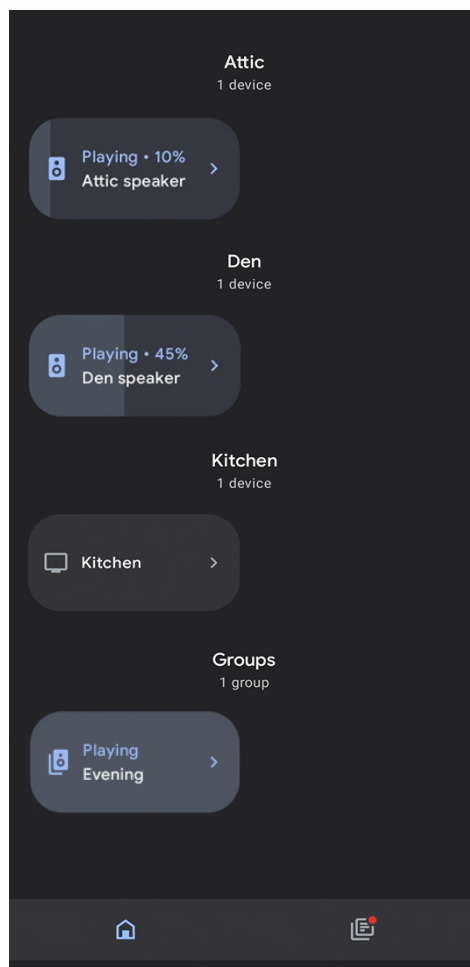 Attic
1 device
Playing • 10%
Attic speaker
Den
1 device
Playing • 45%
Den speaker
Kitchen
1 device
Kitchen
Groups
1 group
Playing
Evening